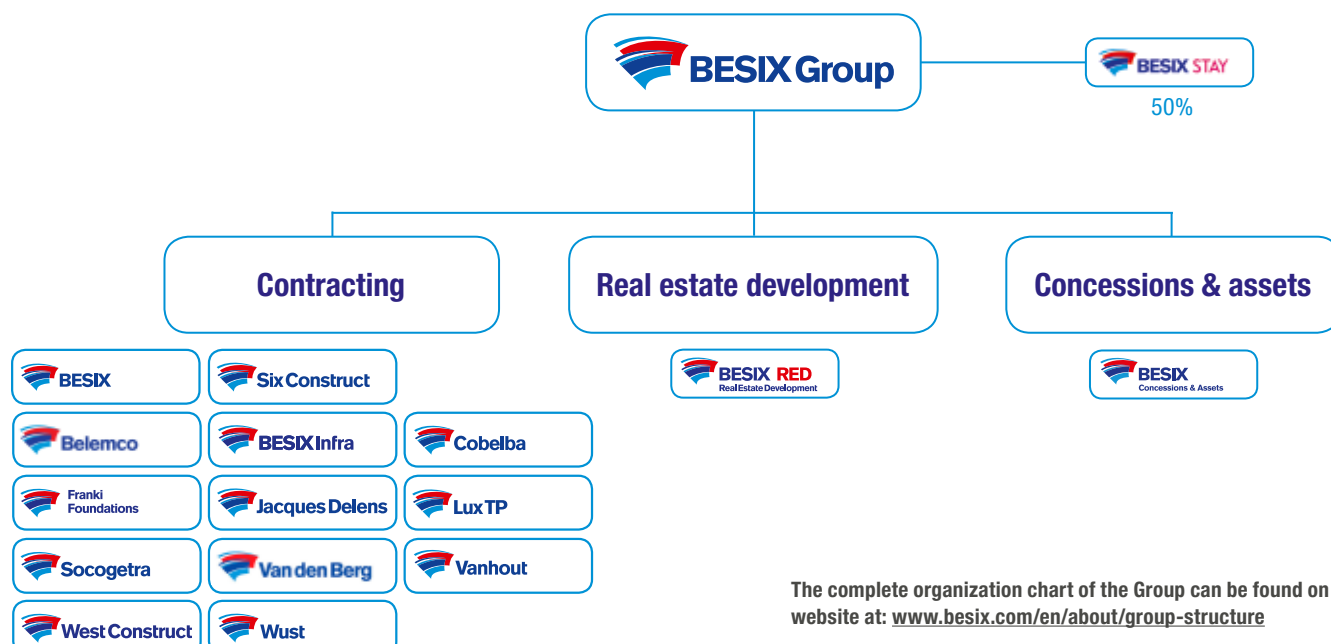 BESIX Group
BESIX STAY
50%
Contracting
Real estate development
Concessions & assets
BESIX
Six Construct
BESIX RED
Real Estate Development
BESIX
Concessions & Assets
Belemco
BESIX Infra
Cobelba
Franki
Foundations
Jacques Delens
Lux TP
Socogetra
Van den Berg
Vanhout
West Construct
Wust
The complete organization chart of the Group can be found on
website at: www.besix.com/en/about/group-structure